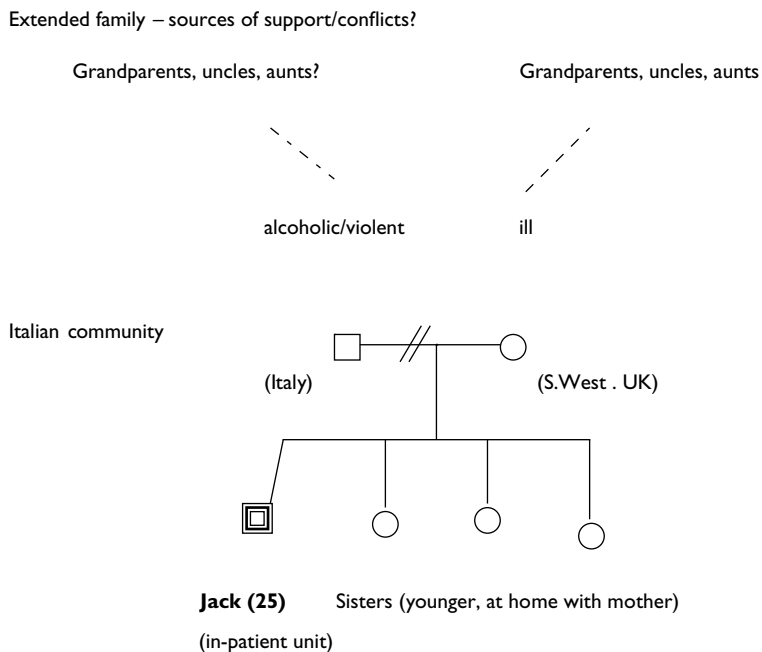 Extended family – sources of support/conflicts?
Grandparents, uncles, aunts?
Grandparents, uncles, aunts
alcoholic/violent
ill
Italian community
(Italy)
(S.West . UK)
Jack (25)
Sisters (younger, at home with mother)
(in-patient unit)